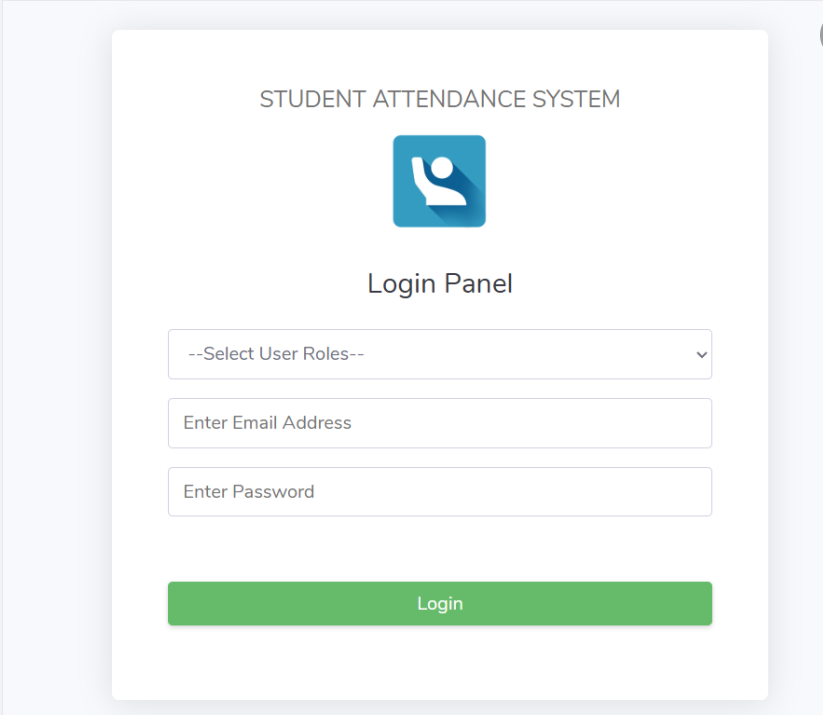 STUDENT ATTENDANCE SYSTEM
Login Panel
--Select User Roles--
Enter Email Address
Enter Password
Login